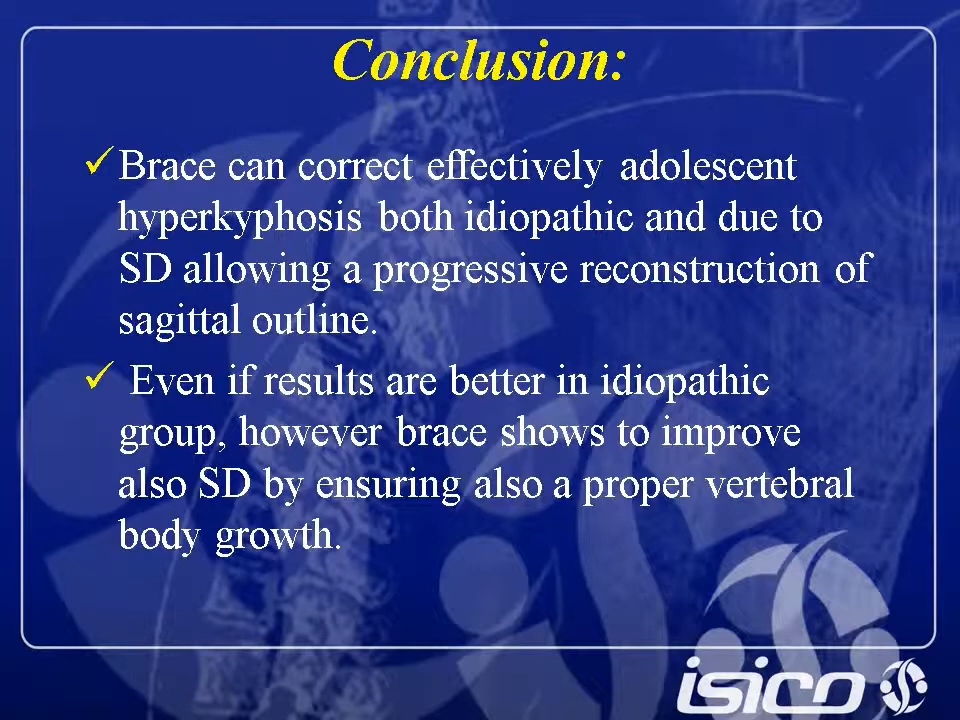 Conclusion:
✓ Brace can correct effectively adolescent
hyperkyphosis both idiopathic and due to
SD allowing a progressive reconstruction of
sagittal outline.
✓ Even if results are better in idiopathic
group, however brace shows to improve
also SD by ensuring also a proper vertebral
body growth.
isico